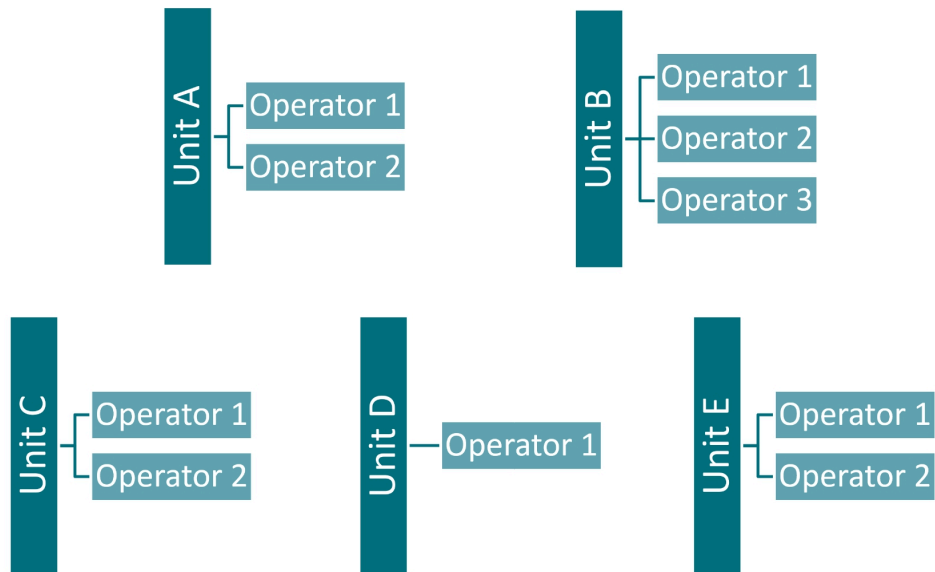 Unit A
Operator 1
Operator 2
Unit B
Operator 1
Operator 2
Operator 3
Unit C
Operator 1
Operator 2
Unit D
Operator 1
Unit E
Operator 1
Operator 2